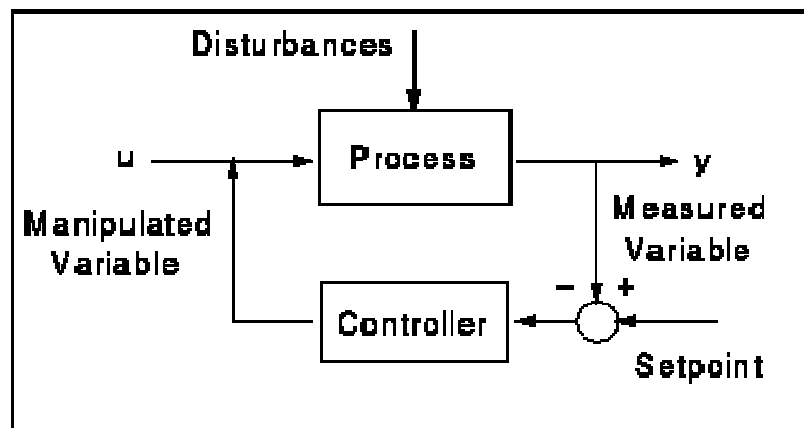 Disturbances
u
Process
y
Manipulated
Variable
Measured
Variable
− +
Controller
Setpoint